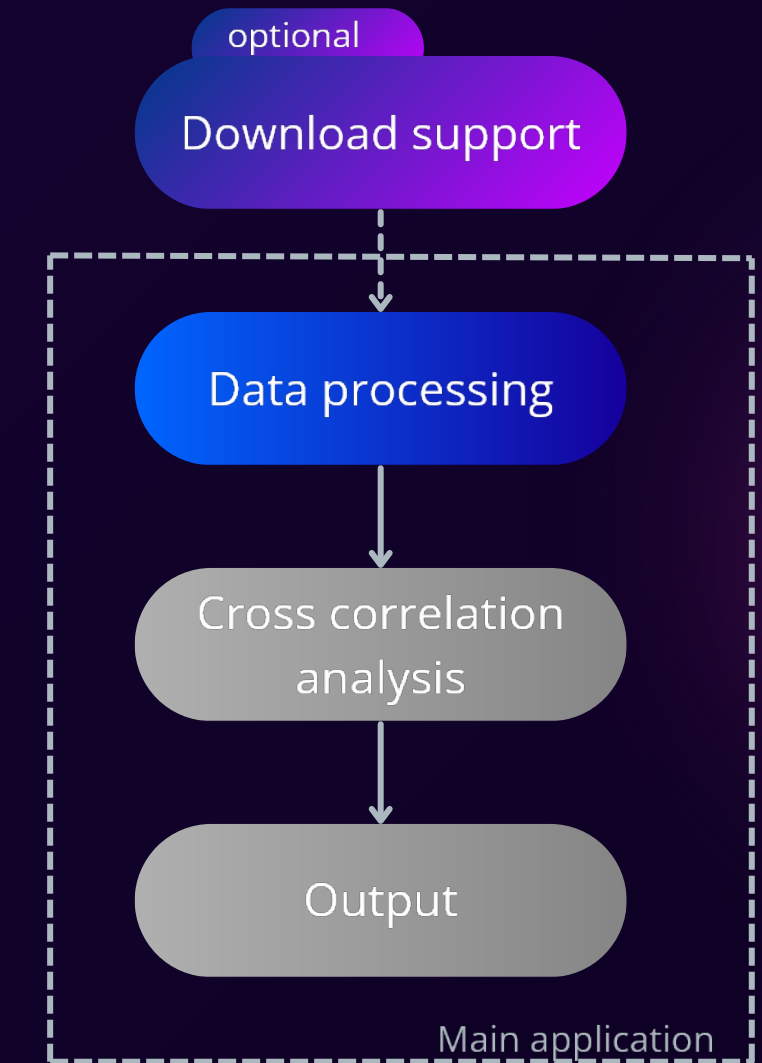 optional
Download support
Data processing
Cross correlation
analysis
Output
Main application